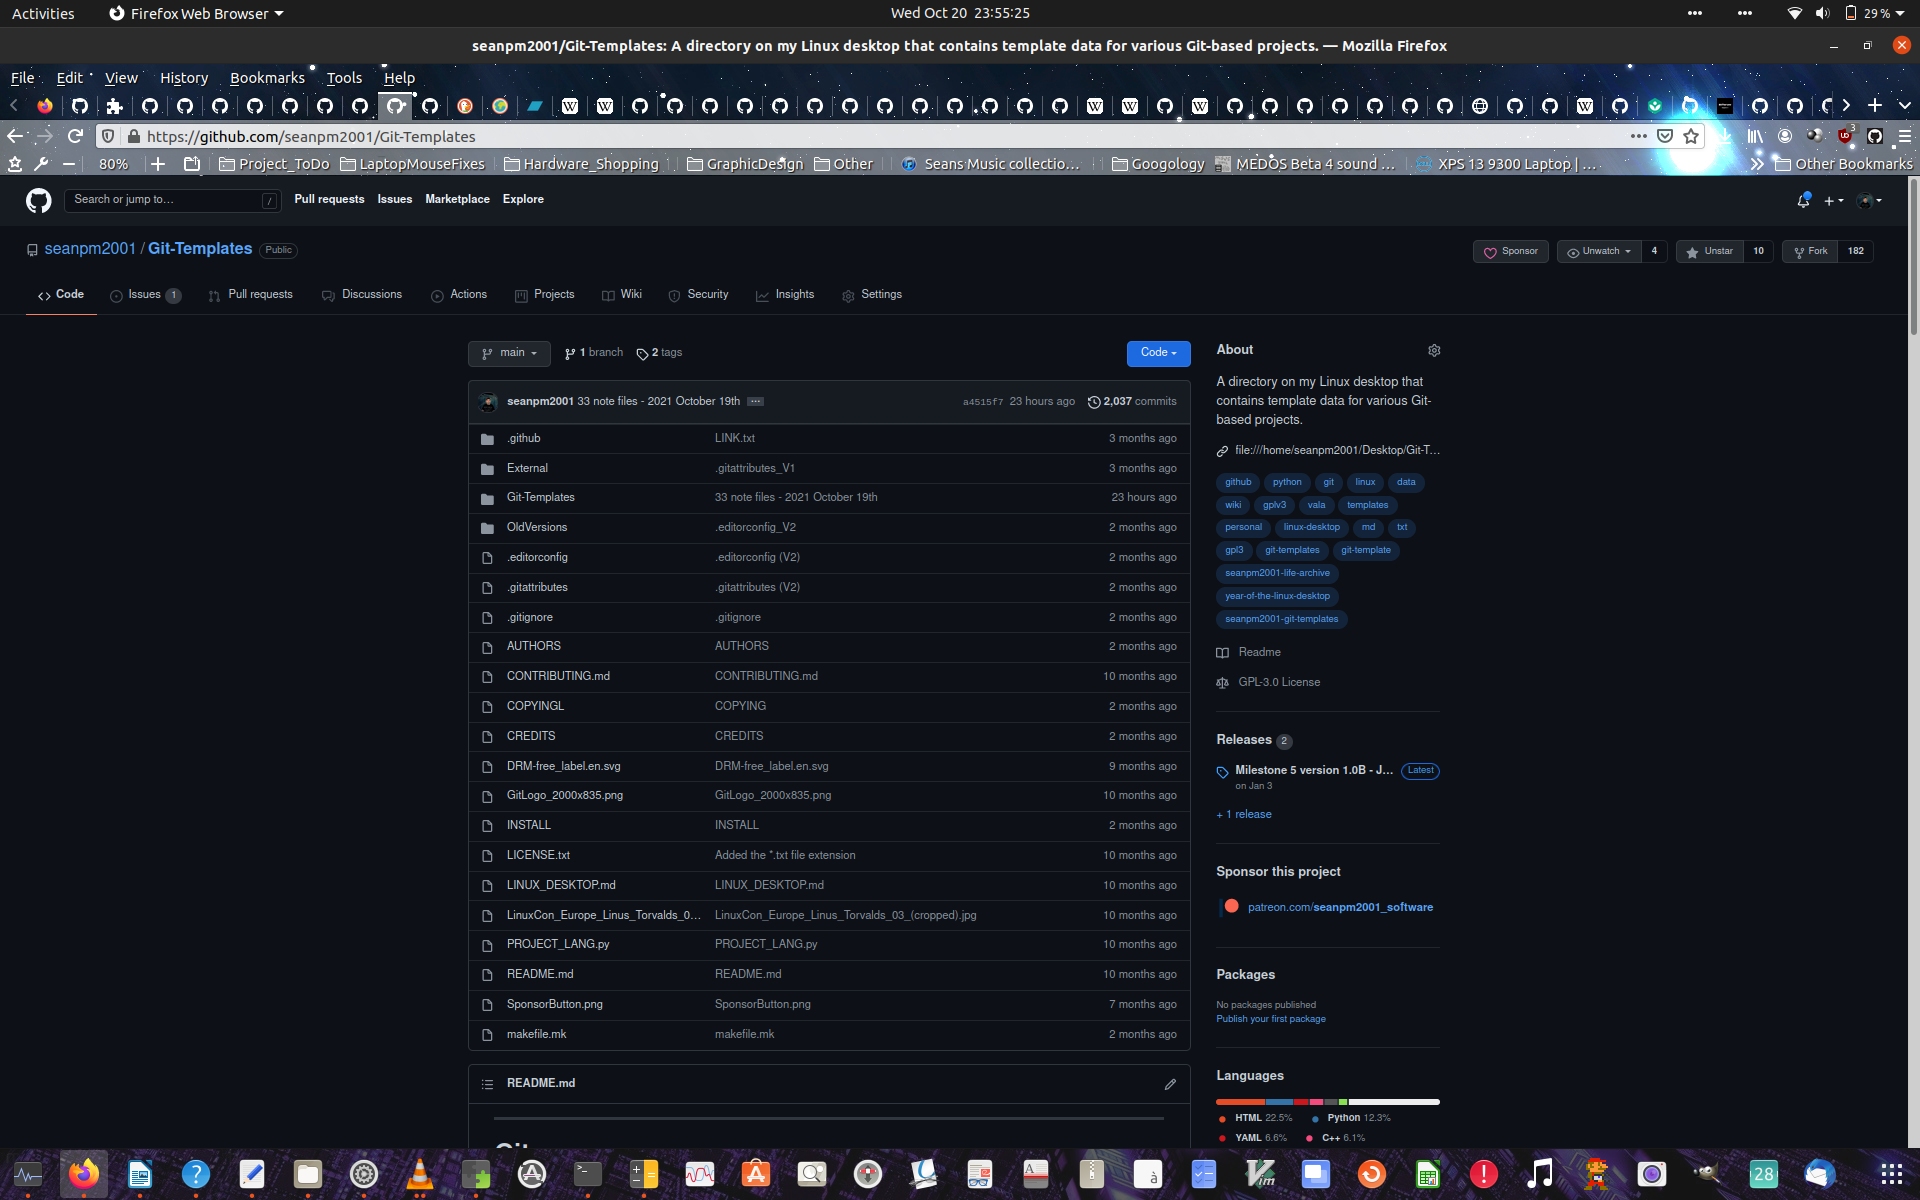 Activities Firefox Web Browser Wed Oct 20 23:55:25 29 %
seanpm2001/Git-Templates: A directory on my Linux desktop that contains template data for various Git-based projects. — Mozilla Firefox
File Edit View History Bookmarks Tools Help
https://github.com/seanpm2001/Git-Templates 3
80% Project_ToDo LaptopMouseFixes Hardware_Shopping GraphicDesign Other Seans Music collectio… Googology MEDOS Beta 4 sound … XPS 13 9300 Laptop | … Other Bookmarks
Search or jump to… / Pull requests Issues Marketplace Explore
seanpm2001 / Git-Templates Public Sponsor Unwatch 4 Unstar 10 Fork 182
Code Issues 1 Pull requests Discussions Actions Projects Wiki Security Insights Settings
main 1 branch 2 tags Code
seanpm2001 33 note files - 2021 October 19th a4515f7 23 hours ago 2,037 commits
.github LINK.txt 3 months ago
External .gitattributes_V1 3 months ago
Git-Templates 33 note files - 2021 October 19th 23 hours ago
OldVersions .editorconfig_V2 2 months ago
.editorconfig .editorconfig (V2) 2 months ago
.gitattributes .gitattributes (V2) 2 months ago
.gitignore .gitignore 2 months ago
AUTHORS AUTHORS 2 months ago
CONTRIBUTING.md CONTRIBUTING.md 10 months ago
COPYINGL COPYING 2 months ago
CREDITS CREDITS 2 months ago
DRM-free_label.en.svg DRM-free_label.en.svg 9 months ago
GitLogo_2000x835.png GitLogo_2000x835.png 10 months ago
INSTALL INSTALL 2 months ago
LICENSE.txt Added the *.txt file extension 10 months ago
LINUX_DESKTOP.md LINUX_DESKTOP.md 10 months ago
LinuxCon_Europe_Linus_Torvalds_0… LinuxCon_Europe_Linus_Torvalds_03_(cropped).jpg 10 months ago
PROJECT_LANG.py PROJECT_LANG.py 10 months ago
README.md README.md 10 months ago
SponsorButton.png SponsorButton.png 7 months ago
makefile.mk makefile.mk 2 months ago
README.md
About
A directory on my Linux desktop that
contains template data for various Git-
based projects.
file:///home/seanpm2001/Desktop/Git-T…
github python git linux data
wiki gplv3 vala templates
personal linux-desktop md txt
gpl3 git-templates git-template
seanpm2001-life-archive
year-of-the-linux-desktop
seanpm2001-git-templates
Readme
GPL-3.0 License
Releases 2
Milestone 5 version 1.0B - J… Latest
on Jan 3
+ 1 release
Sponsor this project
patreon.com/seanpm2001_software
Packages
No packages published
Publish your first package
Languages
HTML 22.5% Python 12.3%
YAML 6.6% C++ 6.1%
28